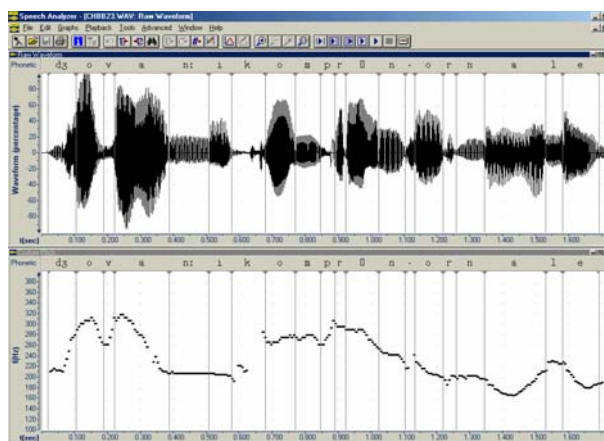 Speech Analyzer - [CHBB23.WAV: Raw Waveform]
File Edit Graphs Playback Tools Advanced Window Help
Raw Waveform
Phonetic dʒ o v a n: i k o m p r 0 n - o r n a l e
Waveform (percentage)
80
60
40
20
0
-20
-40
-60
-80
t(sec) 0.100 0.200 0.300 0.400 0.500 0.600 0.700 0.800 0.900 1.000 1.100 1.200 1.300 1.400 1.500 1.600
Phonetic dʒ o v a n: i k o m p r 0 n - o r n a l e
f(Hz)
380
360
340
320
300
280
260
240
220
200
180
160
140
120
100
t(sec) 0.100 0.200 0.300 0.400 0.500 0.600 0.700 0.800 0.900 1.000 1.100 1.200 1.300 1.400 1.500 1.600